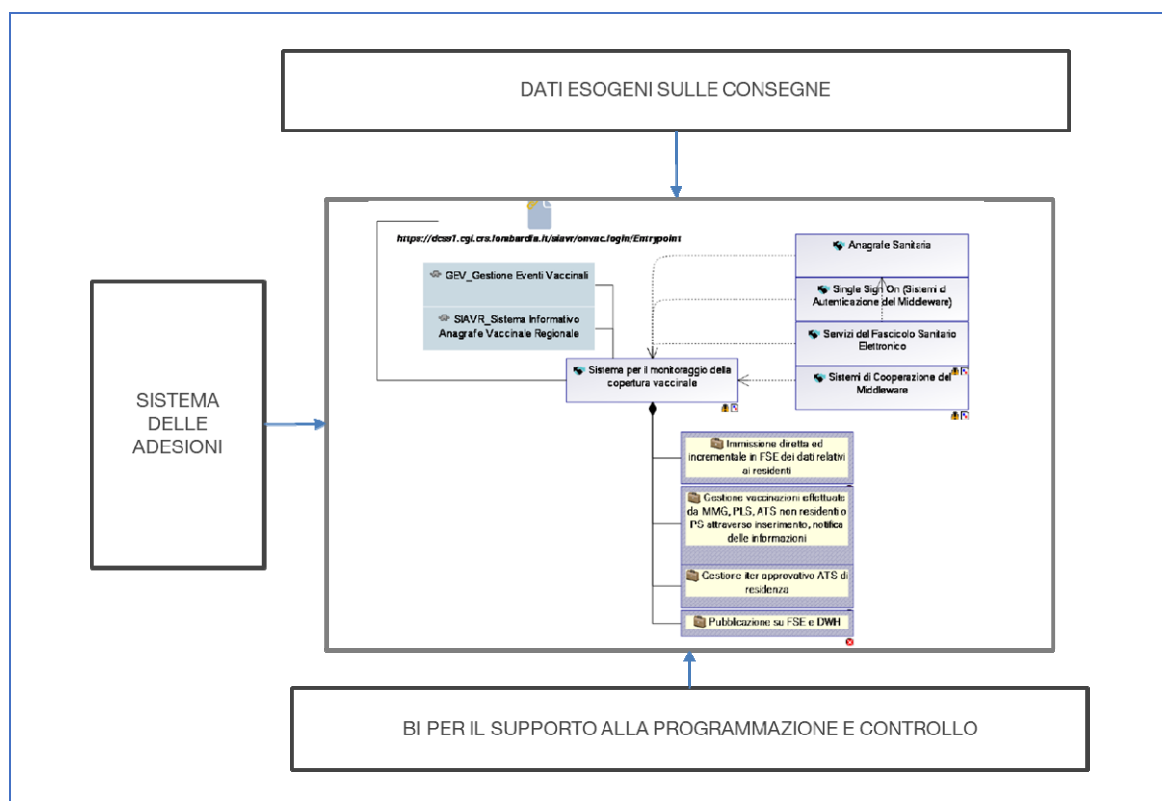 DATI ESOGENI SULLE CONSEGNE
https://dcss1.cgi.crs.lombardia.it/siavr/onvac.login/Entrypoint
GEV_Gestione Eventi Vaccinali
SIAVR_Sistema Informativo
Anagrafe Vaccinale Regionale
Anagrafe Sanitaria
Single Sign On (Sistemi d
Autenticazione del Middleware)
Servizi del Fascicolo Sanitario
Elettronico
Sistemi di Cooperazione del
Middleware
Sistema per il monitoraggio della
copertura vaccinale
SISTEMA
DELLE
ADESIONI
Immissione diretta ed
incrementale in FSE dei dati relativi
ai residenti
Gestione vaccinazioni effettuate
da MMG, PLS, ATS non residenti o
PS attraverso inserimento, notifica
delle informazioni
Gestione iter approvativo ATS di
residenza
Pubblicazione su FSE e DWH
BI PER IL SUPPORTO ALLA PROGRAMMAZIONE E CONTROLLO